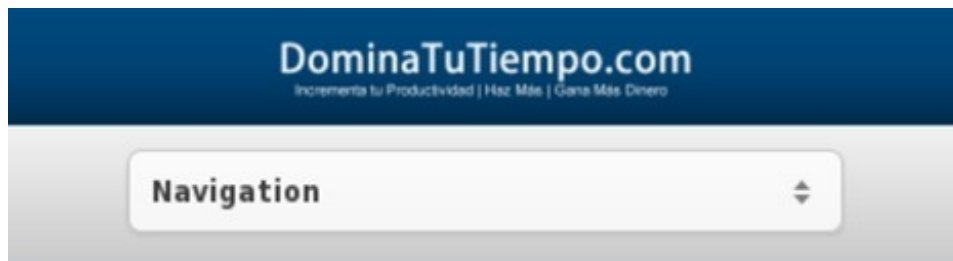 DominaTuTiempo.com
Incrementa tu Productividad | Haz Más | Gana Más Dinero
Navigation